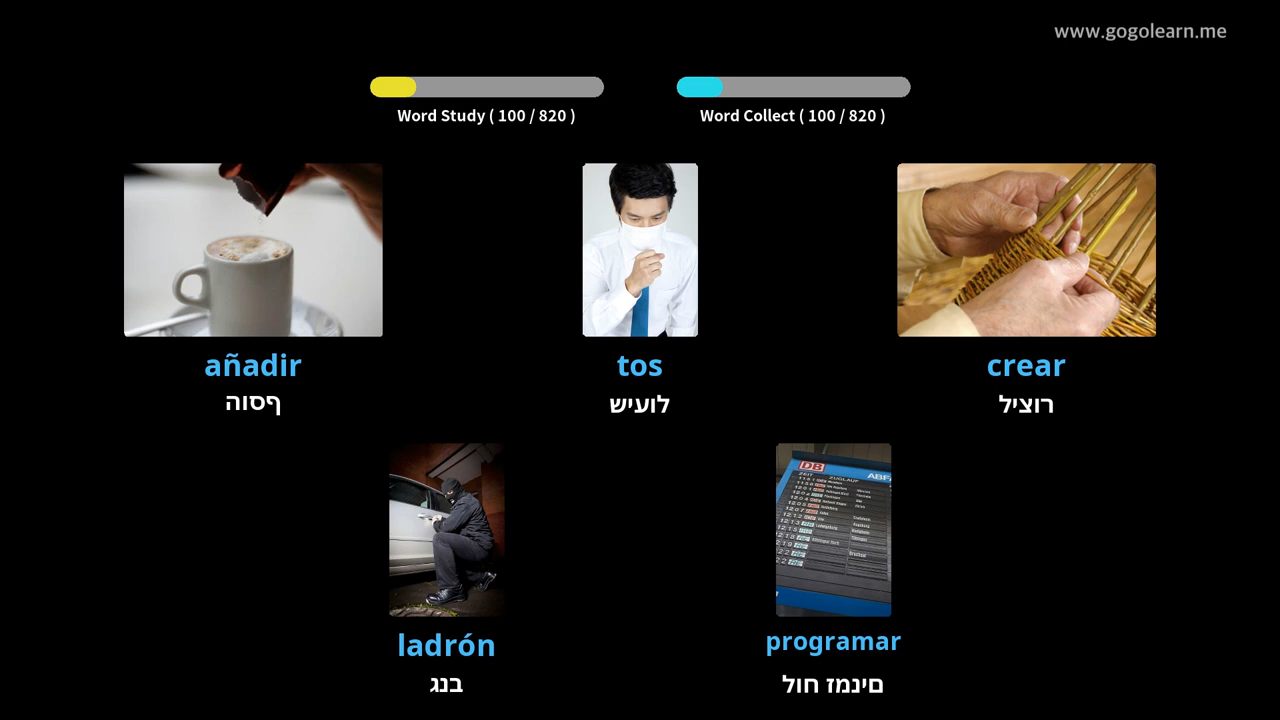 www.gogolearn.me
Word Study ( 100 / 820 )
Word Collect ( 100 / 820 )
añadir
ףסוה
tos
לועיש
crear
רוציל
ladrón
בנג
programar
םינמז חול